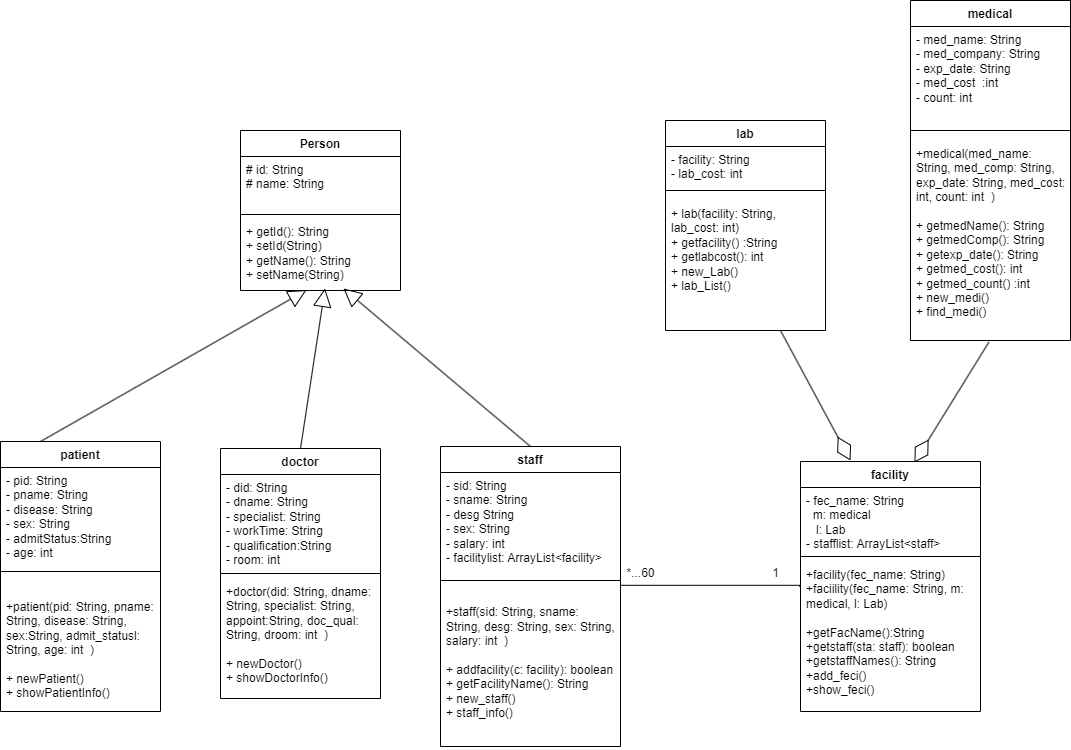 medical
- med_name: String
- med_company: String
- exp_date: String
- med_cost  :int
- count: int
+medical(med_name:
String, med_comp: String,
exp_date: String, med_cost:
int, count: int  )
+ getmedName(): String
+ getmedComp(): String
+ getexp_date(): String
+ getmed_cost(): int
+ getmed_count() :int
+ new_medi()
+ find_medi()
lab
- facility: String
- lab_cost: int
+ lab(facility: String,
lab_cost: int)
+ getfacility() :String
+ getlabcost(): int
+ new_Lab()
+ lab_List()
Person
# id: String
# name: String
+ getId(): String
+ setId(String)
+ getName(): String
+ setName(String)
patient
- pid: String
- pname: String
- disease: String
- sex: String
- admitStatus:String
- age: int
+patient(pid: String, pname:
String, disease: String,
sex:String, admit_statusl:
String, age: int  )
+ newPatient()
+ showPatientInfo()
doctor
- did: String
- dname: String
- specialist: String
- workTime: String
- qualification:String
- room: int
+doctor(did: String, dname:
String, specialist: String,
appoint:String, doc_qual:
String, droom: int  )
+ newDoctor()
+ showDoctorInfo()
staff
- sid: String
- sname: String
- desg String
- sex: String
- salary: int
- facilitylist: ArrayList<facility>
+staff(sid: String, sname:
String, desg: String, sex: String,
salary: int  )
+ addfacility(c: facility): boolean
+ getFacilityName(): String
+ new_staff()
+ staff_info()
*...60
1
facility
- fec_name: String
m: medical
l: Lab
- stafflist: ArrayList<staff>
+facility(fec_name: String)
+faciility(fec_name: String, m:
medical, l: Lab)
+getFacName():String
+getstaff(sta: staff): boolean
+getstaffNames(): String
+add_feci()
+show_feci()